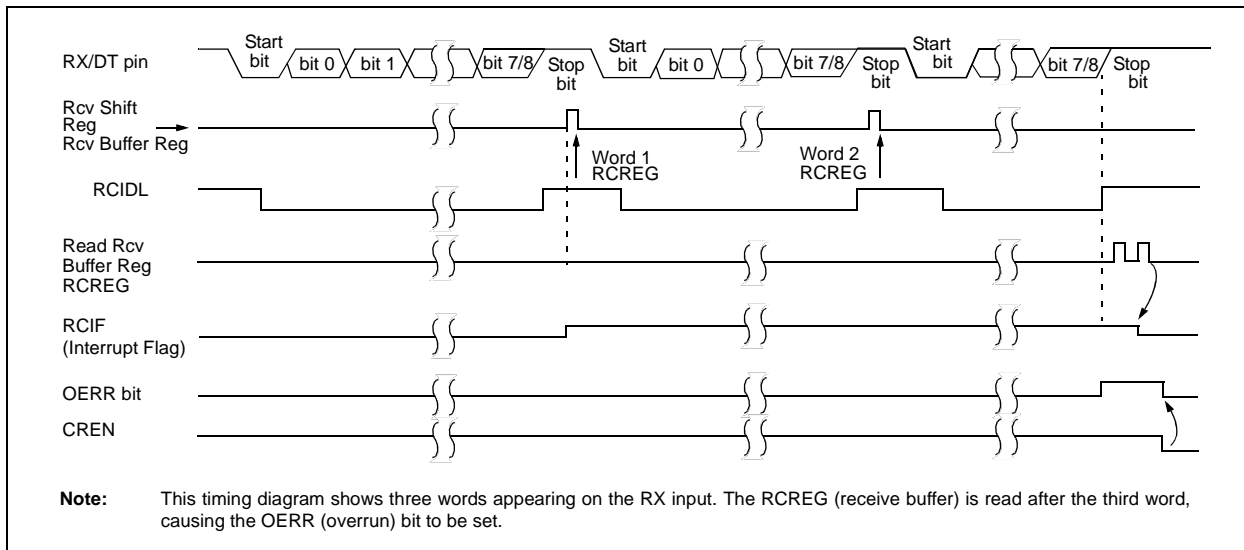 RX/DT pin
Start bit
bit 0
bit 1
bit 7/8
Stop bit
Start bit
bit 0
bit 7/8
Stop bit
Start bit
bit 7/8
Stop bit
Rcv Shift
Reg
Rcv Buffer Reg
Word 1
RCREG
Word 2
RCREG
RCIDL
Read Rcv
Buffer Reg
RCREG
RCIF
(Interrupt Flag)
OERR bit
CREN
Note: This timing diagram shows three words appearing on the RX input. The RCREG (receive buffer) is read after the third word,
causing the OERR (overrun) bit to be set.